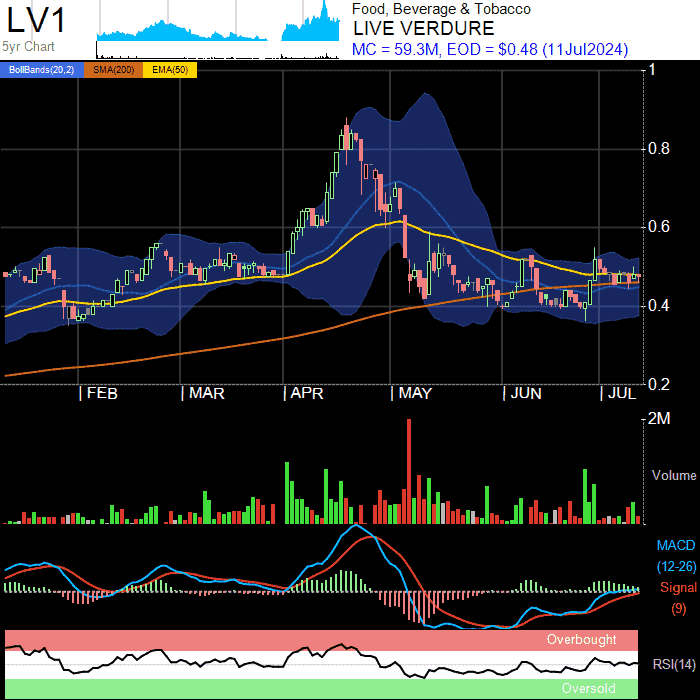 LV1
5yr Chart
Food, Beverage & Tobacco
LIVE VERDURE
MC = 59.3M, EOD = $0.48 (11Jul2024)
BollBands(20,2) SMA(200) EMA(50)
1
0.8
0.6
0.4
0.2
FEB MAR APR MAY JUN JUL
2M
Volume
MACD
(12-26)
Signal
(9)
Overbought
RSI(14)
Oversold